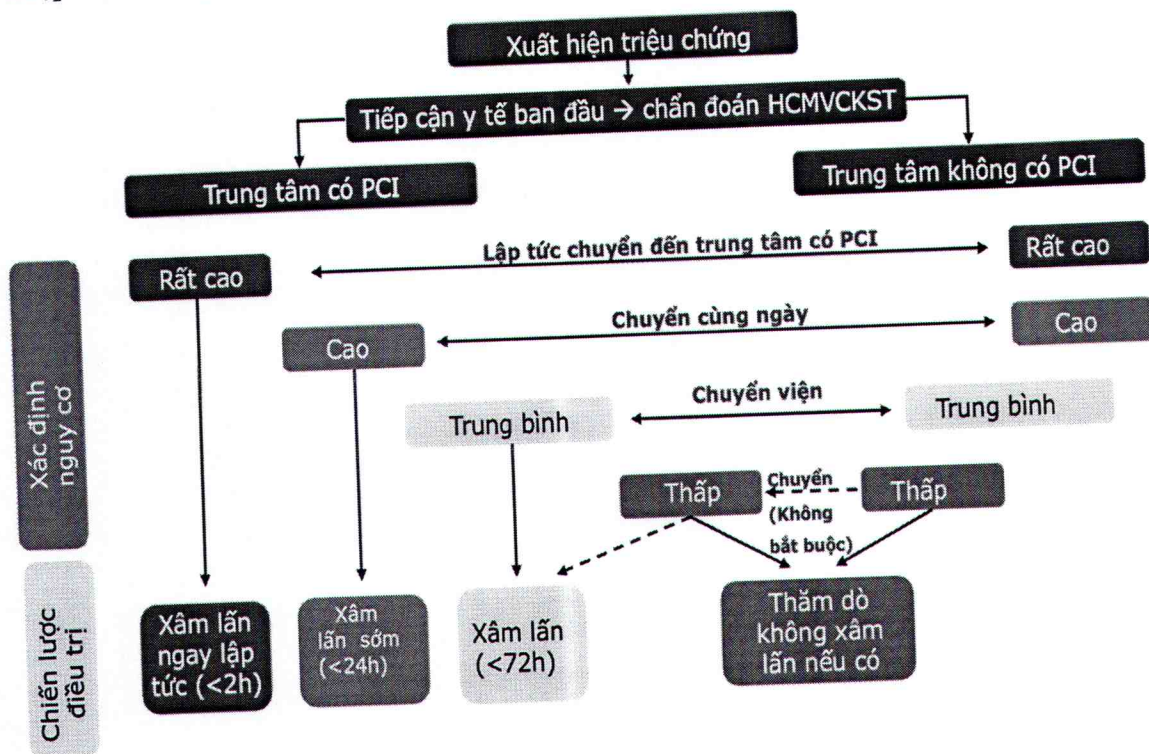 Xuất hiện triệu chứng
Tiếp cận y tế ban đầu → chẩn đoán HCMVCKST
Trung tâm có PCI
Trung tâm không có PCI
Xác định
nguy cơ
Rất cao
Lập tức chuyển đến trung tâm có PCI
Rất cao
Cao
Chuyển cùng ngày
Cao
Trung bình
Chuyển viện
Trung bình
Thấp
Chuyển
(Không
bắt buộc)
Thấp
Chiến lược
điều trị
Xâm lấn
ngay lập
tức (<2h)
Xâm
lấn sớm
(<24h)
Xâm lấn
(<72h)
Thăm dò
không xâm
lấn nếu có